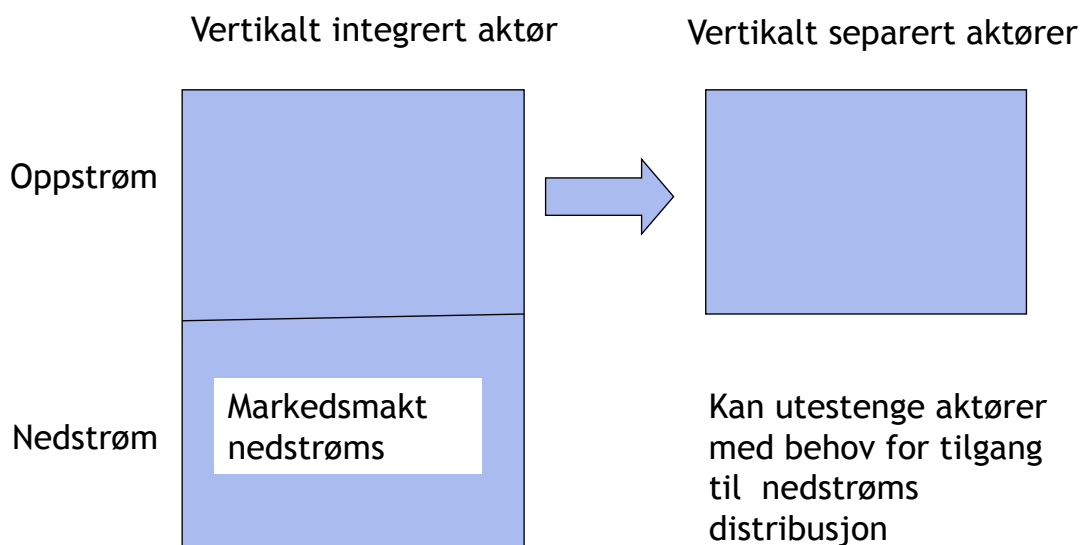 Vertikalt integrert aktør
Vertikalt separert aktører
Oppstrøm
Nedstrøm
Markedsmakt
nedstrøms
Kan utestenge aktører
med behov for tilgang
til nedstrøms
distribusjon